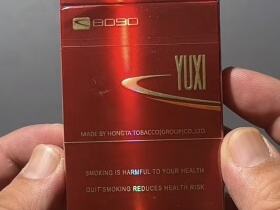 8090
YUXI
MADE BY HONGTA TOBACCO(GROUP)CO.,LTD.
SMOKING IS HARMFUL TO YOUR HEALTH
QUIT SMOKING REDUCES HEALTH RISK